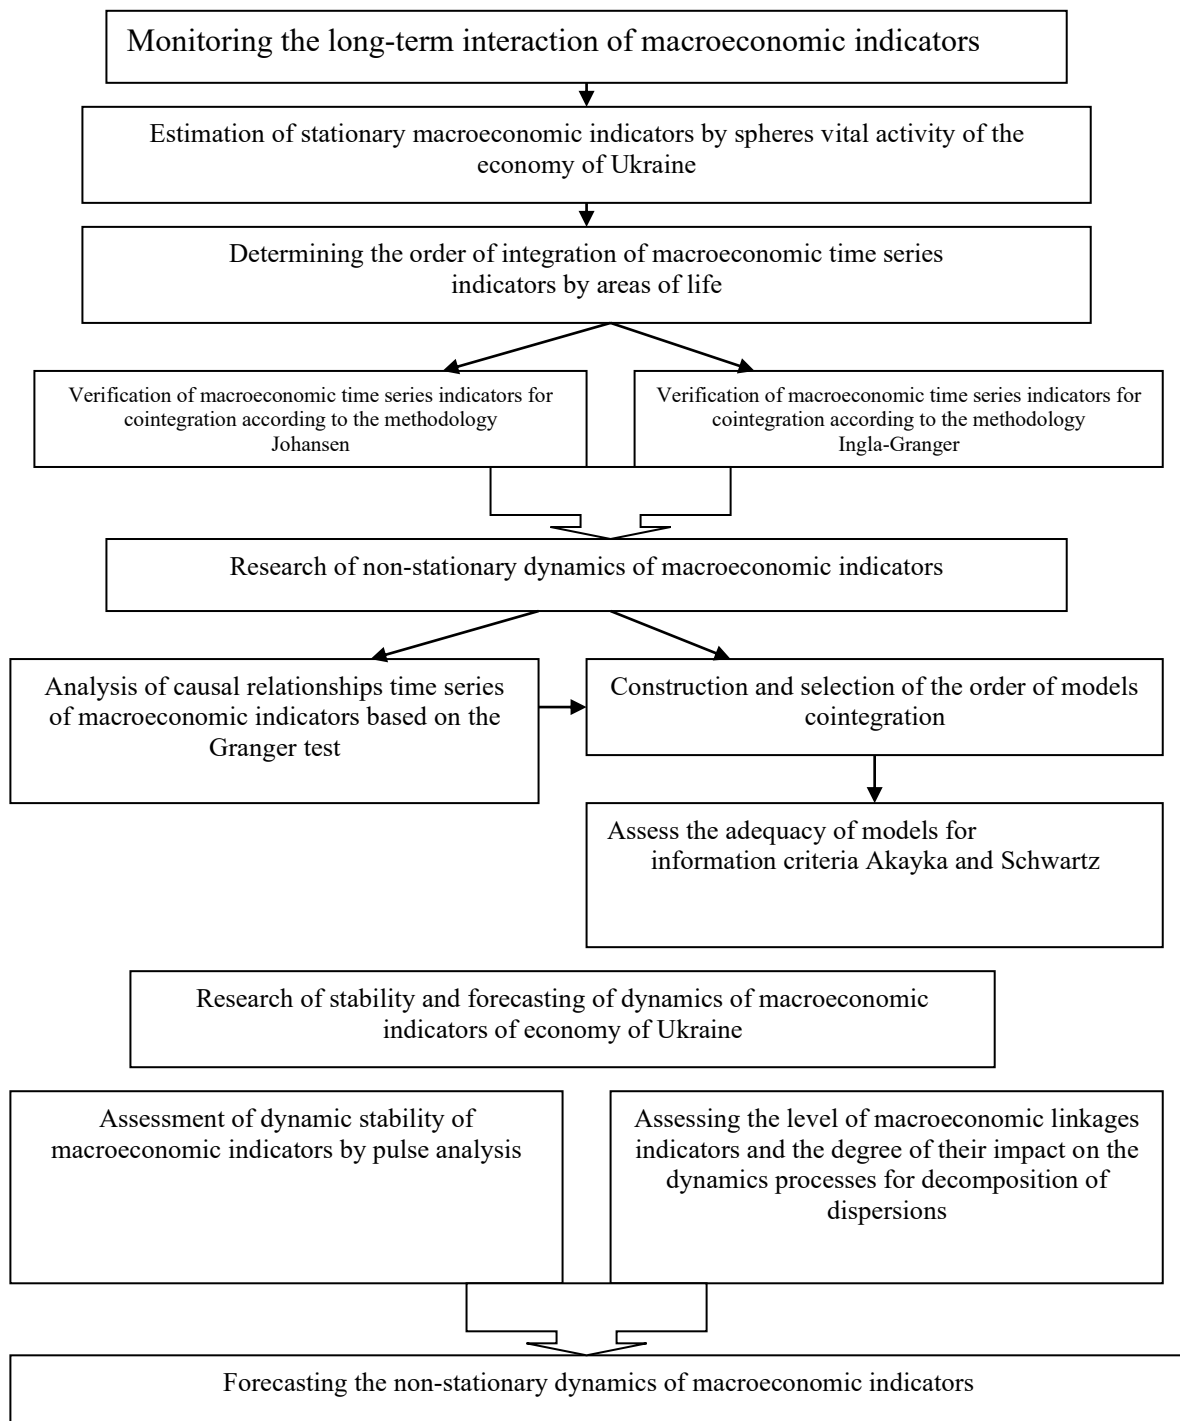 Monitoring the long-term interaction of macroeconomic indicators
Estimation of stationary macroeconomic indicators by spheres vital activity of the
economy of Ukraine
Determining the order of integration of macroeconomic time series
indicators by areas of life
Verification of macroeconomic time series indicators for
cointegration according to the methodology
Johansen
Verification of macroeconomic time series indicators for
cointegration according to the methodology
Ingla-Granger
Research of non-stationary dynamics of macroeconomic indicators
Analysis of causal relationships time series
of macroeconomic indicators based on the
Granger test
Construction and selection of the order of models
cointegration
Assess the adequacy of models for
information criteria Akayka and Schwartz
Research of stability and forecasting of dynamics of macroeconomic
indicators of economy of Ukraine
Assessment of dynamic stability of
macroeconomic indicators by pulse analysis
Assessing the level of macroeconomic linkages
indicators and the degree of their impact on the
dynamics processes for decomposition of
dispersions
Forecasting the non-stationary dynamics of macroeconomic indicators